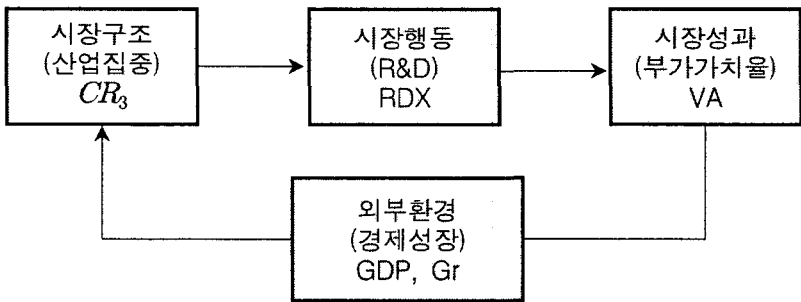 시장구조
(산업집중)
CR₃
시장행동
(R&D)
RDX
시장성과
(부가가치율)
VA
외부환경
(경제성장)
GDP, Gr